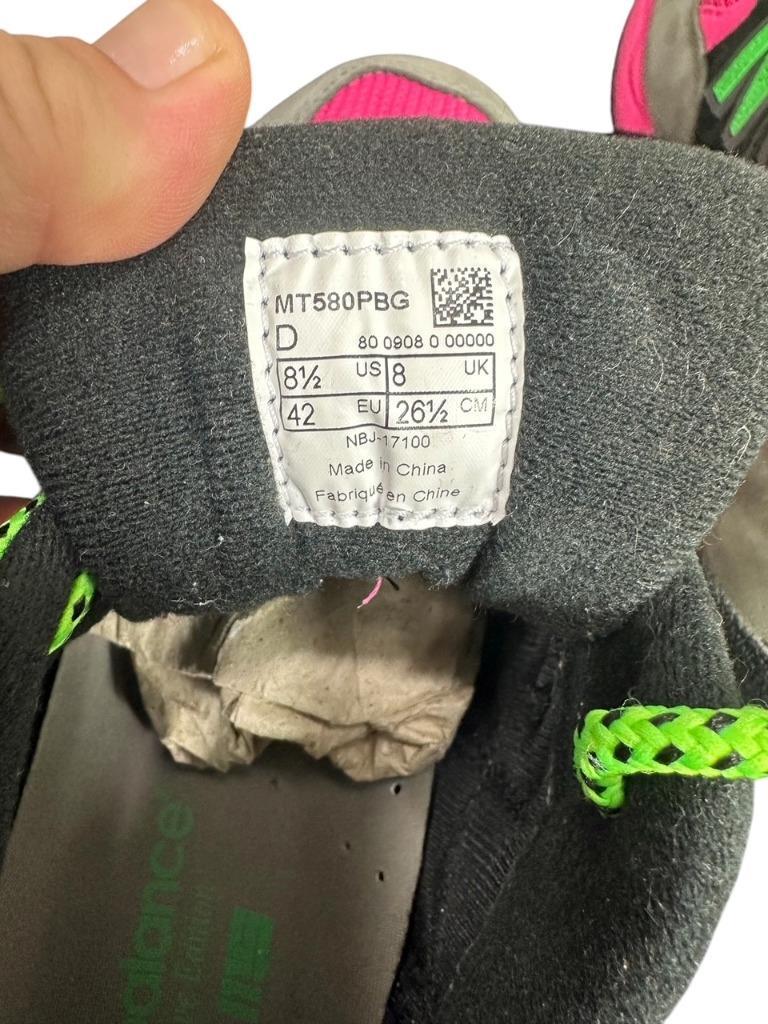 MT580PBG
D 80 0908 0 00000
8½ US 8 UK
42 EU 26½ CM
NBJ-17100
Made in China
Fabriqué en Chine
alance